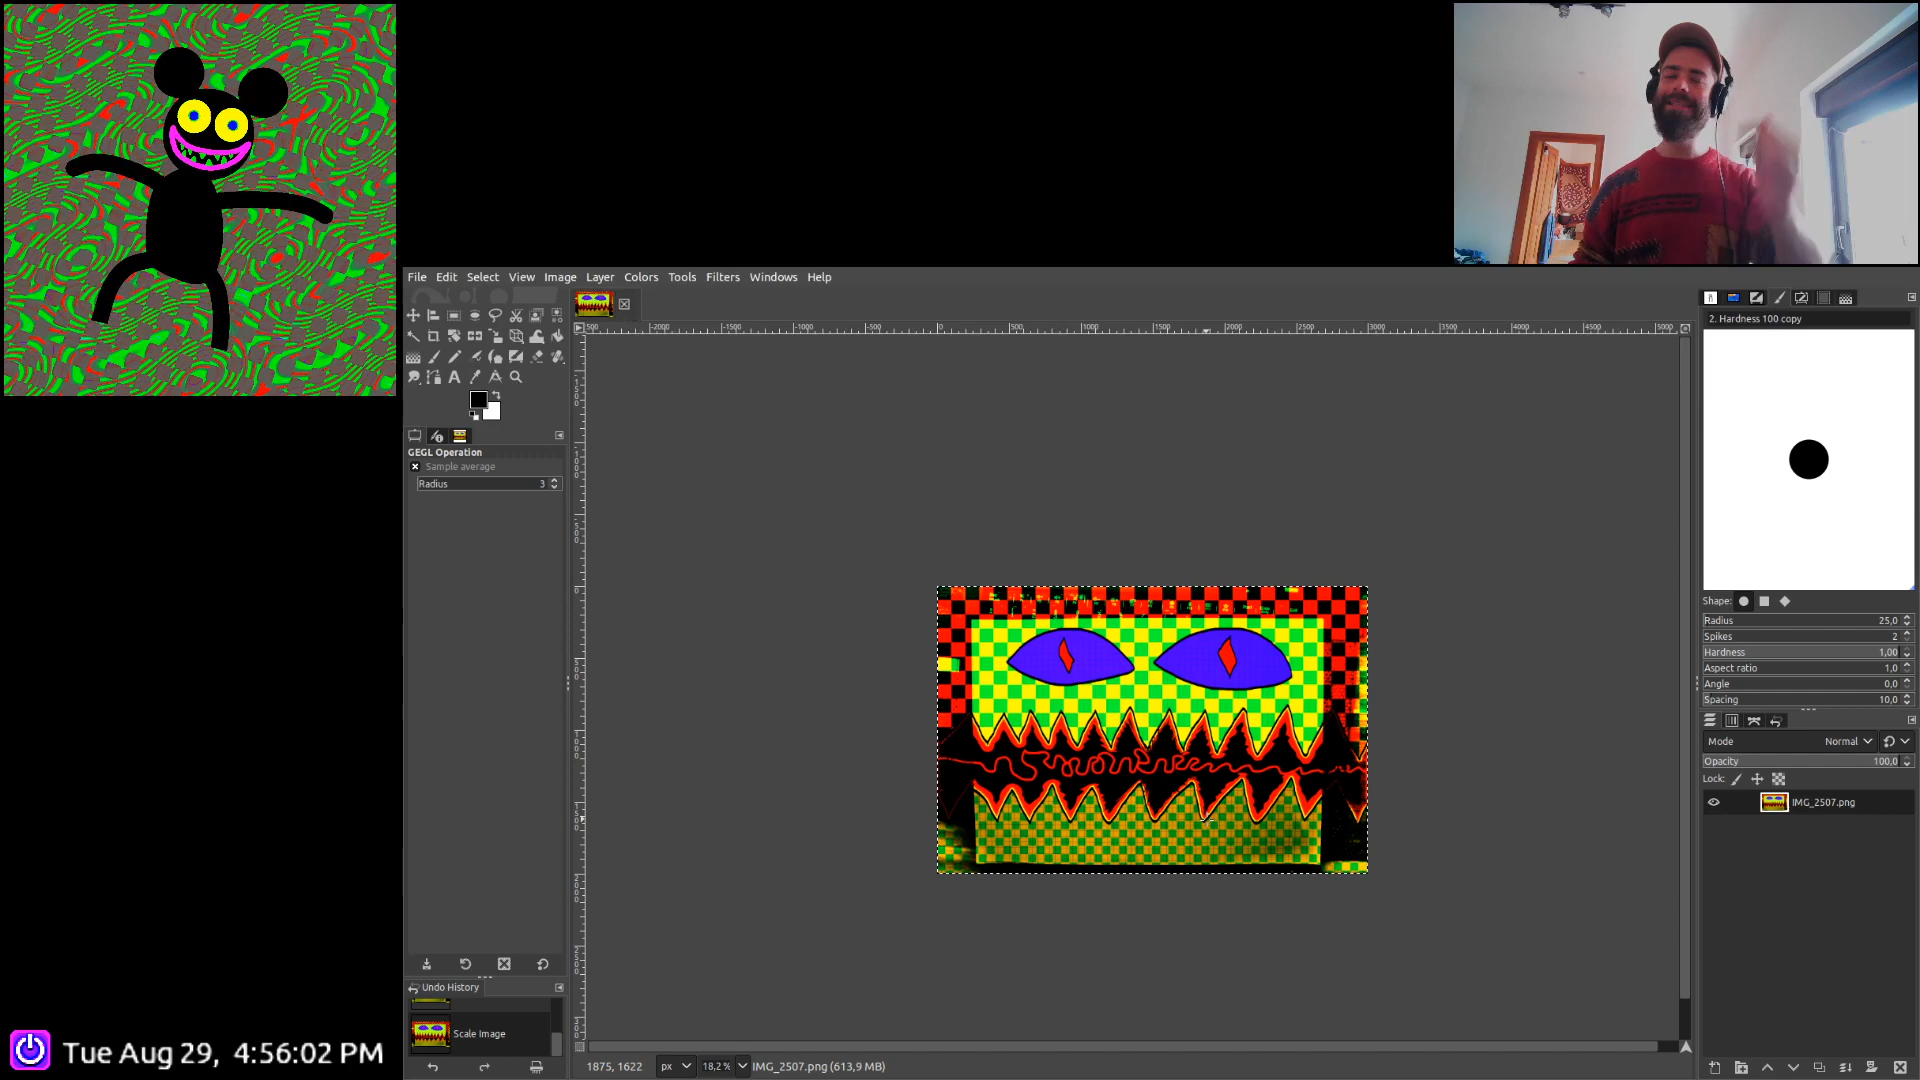 File Edit Select View Image Layer Colors Tools Filters Windows Help
2. Hardness 100 copy
GEGL Operation
Sample average
Radius 3
Shape:
Radius 25,0
Spikes 2
Hardness 1,00
Aspect ratio 1,0
Angle 0,0
Spacing 10,0
Mode Normal
Opacity 100,0
Lock:
IMG_2507.png
Undo History
Scale Image
Tue Aug 29, 4:56:02 PM
1875, 1622 px 18,2 % IMG_2507.png (613,9 MB)